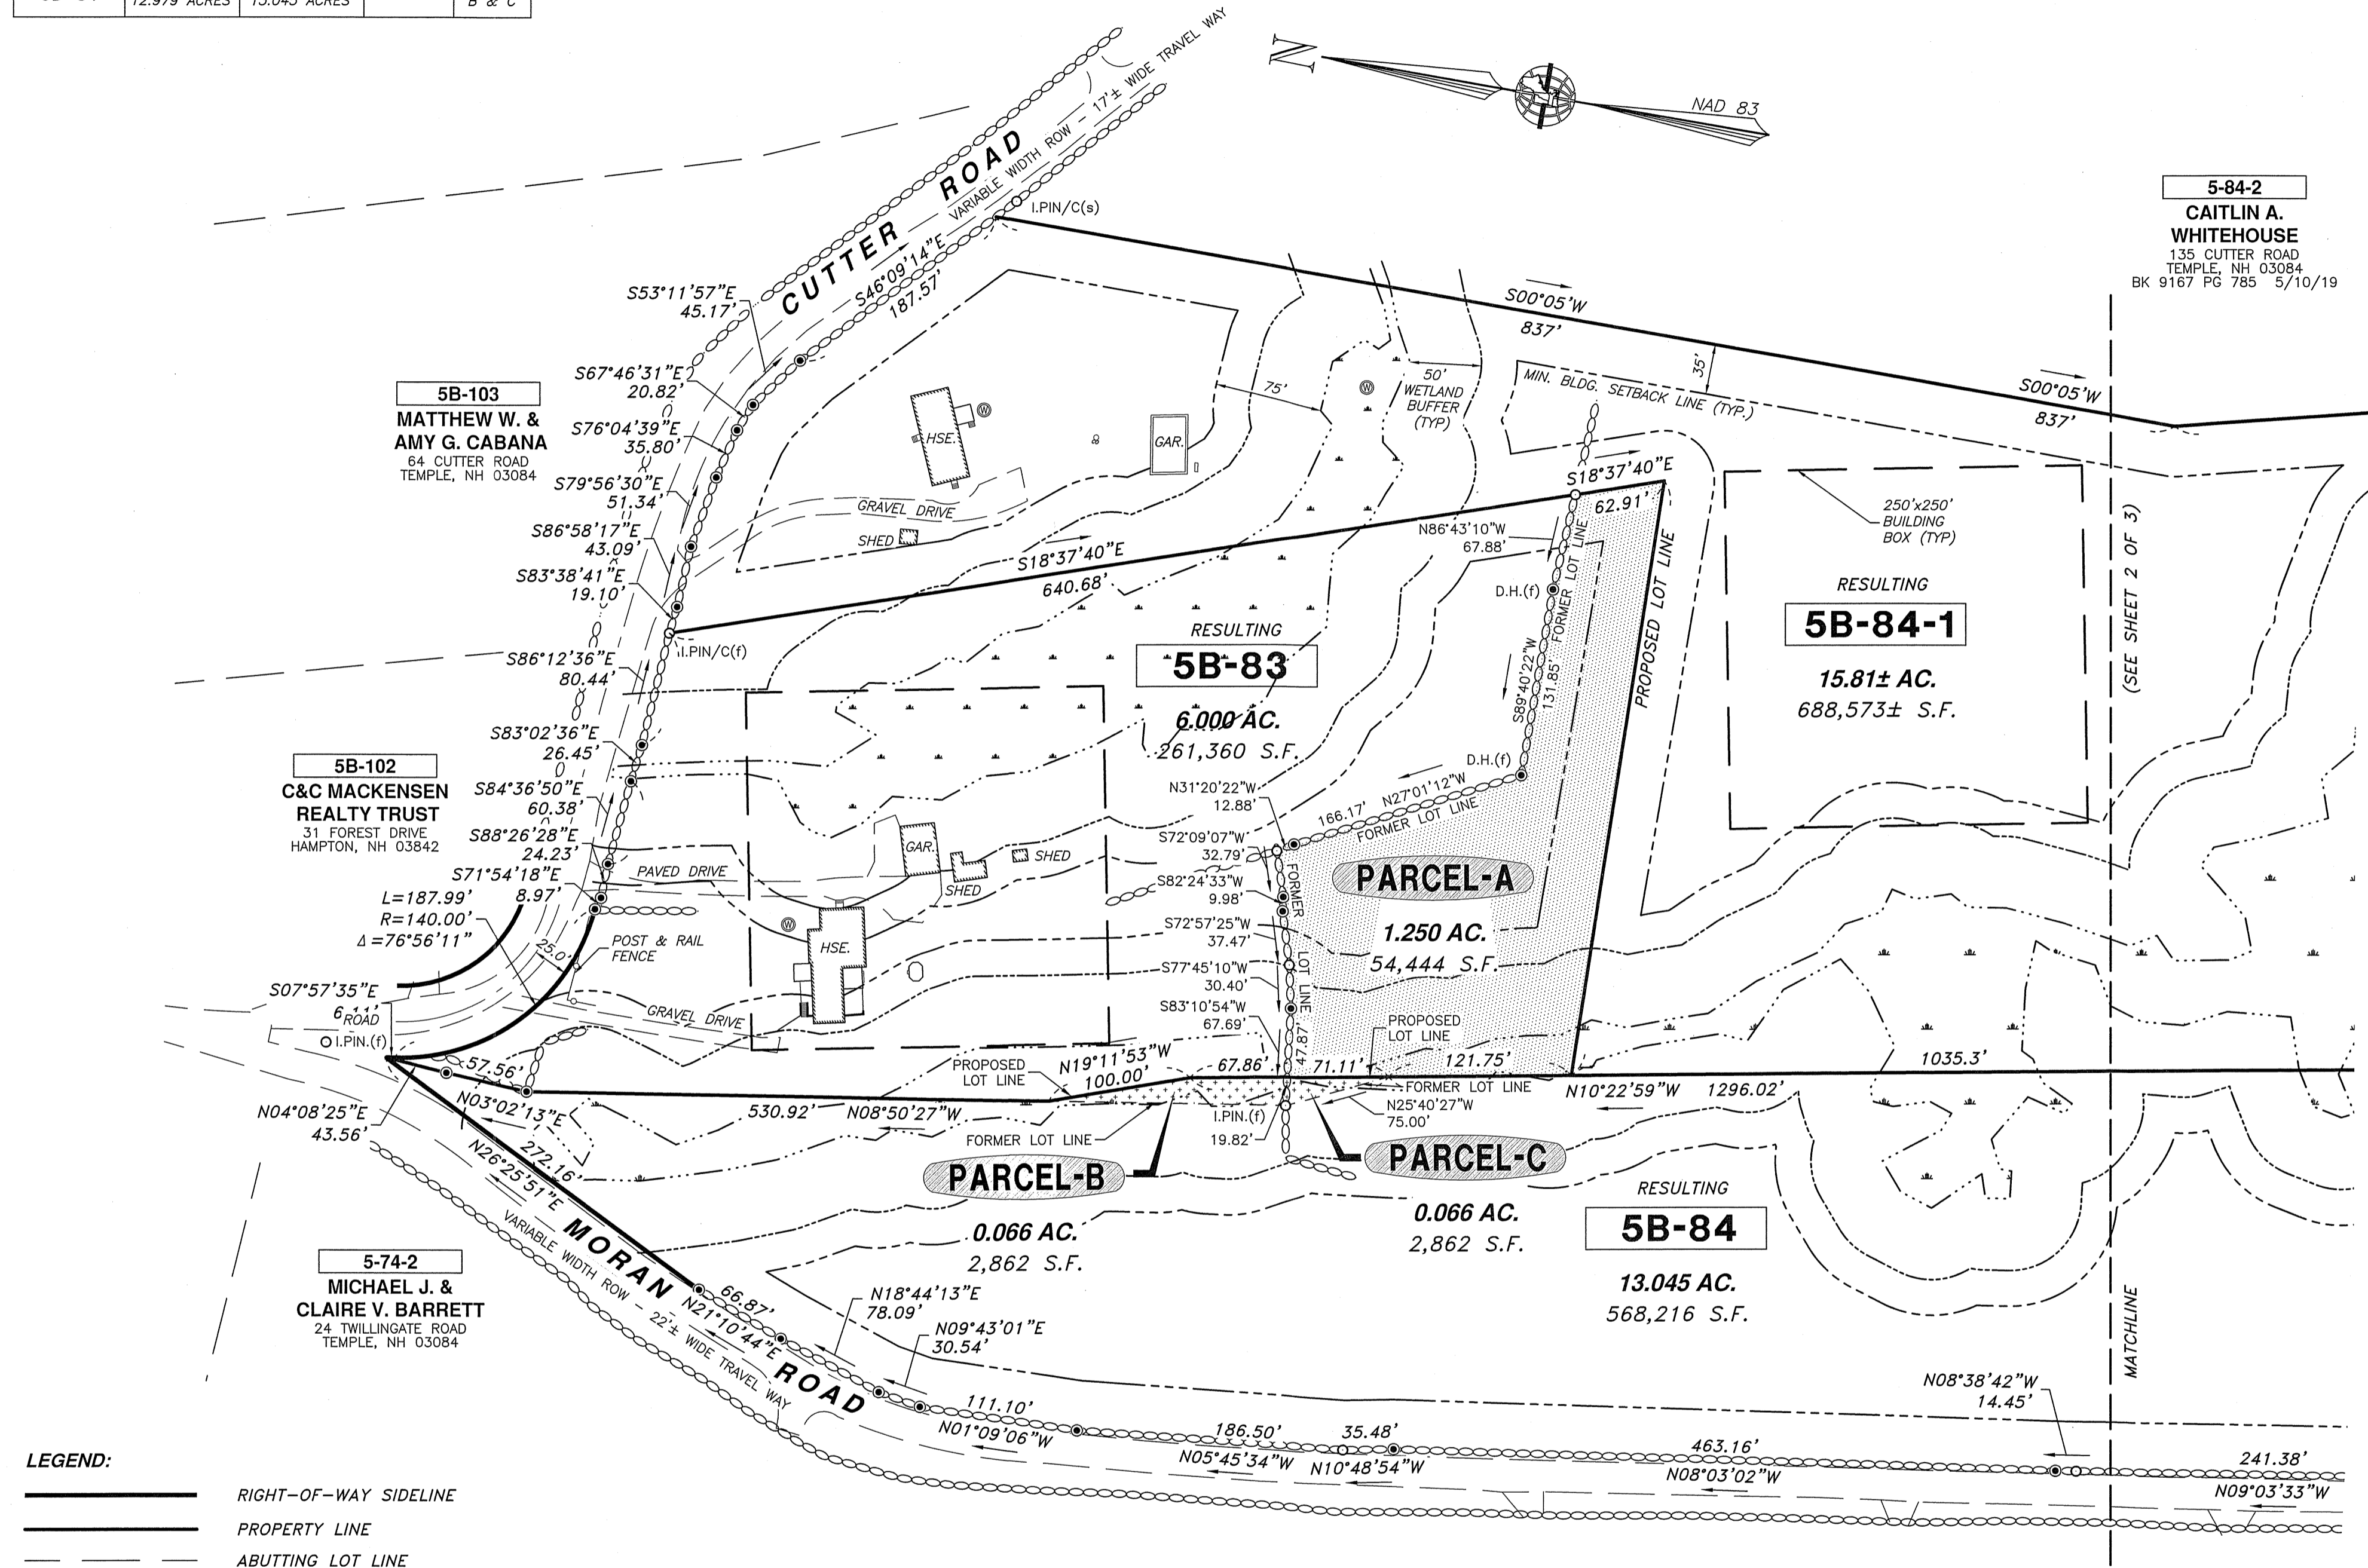 12.979 ACRES
13.045 ACRES
B & C
N
NAD 83
CUTTER ROAD
VARIABLE WIDTH ROW - 17'± WIDE TRAVEL WAY
I.PIN/C(s)
S46°09'14"E
187.57'
S53°11'57"E
45.17'
S67°46'31"E
20.82'
S76°04'39"E
35.80'
S79°56'30"E
51.34'
S86°58'17"E
43.09'
S83°38'41"E
19.10'
I.PIN/C(f)
S86°12'36"E
80.44'
S83°02'36"E
26.45'
S84°36'50"E
60.38'
S88°26'28"E
24.23'
S71°54'18"E
8.97'
L=187.99'
R=140.00'
Δ=76°56'11"
25.0'
POST & RAIL
FENCE
S07°57'35"E
ROAD
I.PIN.(f)
5B-103
MATTHEW W. &
AMY G. CABANA
64 CUTTER ROAD
TEMPLE, NH 03084
5B-102
C&C MACKENSEN
REALTY TRUST
31 FOREST DRIVE
HAMPTON, NH 03842
5-84-2
CAITLIN A.
WHITEHOUSE
135 CUTTER ROAD
TEMPLE, NH 03084
BK 9167 PG 785 5/10/19
S00°05'W
837'
35'
S00°05'W
837'
MIN. BLDG. SETBACK LINE (TYP.)
75'
50'
WETLAND
BUFFER
(TYP)
W
HSE.
W
GAR.
GRAVEL DRIVE
SHED
S18°37'40"E
640.68'
S18°37'40"E
62.91'
N86°43'10"W
67.88'
FORMER LOT LINE
D.H.(f)
S89°40'22"W
131.85'
FORMER LOT LINE
PROPOSED LOT LINE
D.H.(f)
250'x250'
BUILDING
BOX (TYP)
RESULTING
5B-84-1
15.81± AC.
688,573± S.F.
(SEE SHEET 2 OF 3)
RESULTING
5B-83
6.000 AC.
261,360 S.F.
N31°20'22"W
12.88'
166.17'
N27°01'12"W
FORMER LOT LINE
S72°09'07"W
32.79'
S82°24'33"W
9.98'
S72°57'25"W
37.47'
S77°45'10"W
30.40'
S83°10'54"W
67.69'
FORMER LOT LINE
47.87'
PARCEL-A
1.250 AC.
54,444 S.F.
PAVED DRIVE
GAR.
SHED
SHED
W
HSE.
GRAVEL DRIVE
PROPOSED
LOT LINE
PROPOSED
LOT LINE
N19°11'53"W
100.00'
67.86'
71.11'
121.75'
1035.3'
FORMER LOT LINE
N10°22'59"W
1296.02'
N25°40'27"W
75.00'
I.PIN.(f)
19.82'
57.56'
N03°02'13"E
530.92'
N08°50'27"W
FORMER LOT LINE
N04°08'25"E
43.56'
272.16'
N26°25'51"E
PARCEL-B
0.066 AC.
2,862 S.F.
PARCEL-C
0.066 AC.
2,862 S.F.
RESULTING
5B-84
13.045 AC.
568,216 S.F.
MORAN ROAD
VARIABLE WIDTH ROW - 22'± WIDE TRAVEL WAY
5-74-2
MICHAEL J. &
CLAIRE V. BARRETT
24 TWILLINGATE ROAD
TEMPLE, NH 03084
66.87'
N21°10'44"E
N18°44'13"E
78.09'
N09°43'01"E
30.54'
111.10'
N01°09'06"W
186.50'
N05°45'34"W
35.48'
N10°48'54"W
463.16'
N08°03'02"W
N08°38'42"W
14.45'
241.38'
N09°03'33"W
MATCHLINE
LEGEND:
RIGHT-OF-WAY SIDELINE
PROPERTY LINE
ABUTTING LOT LINE